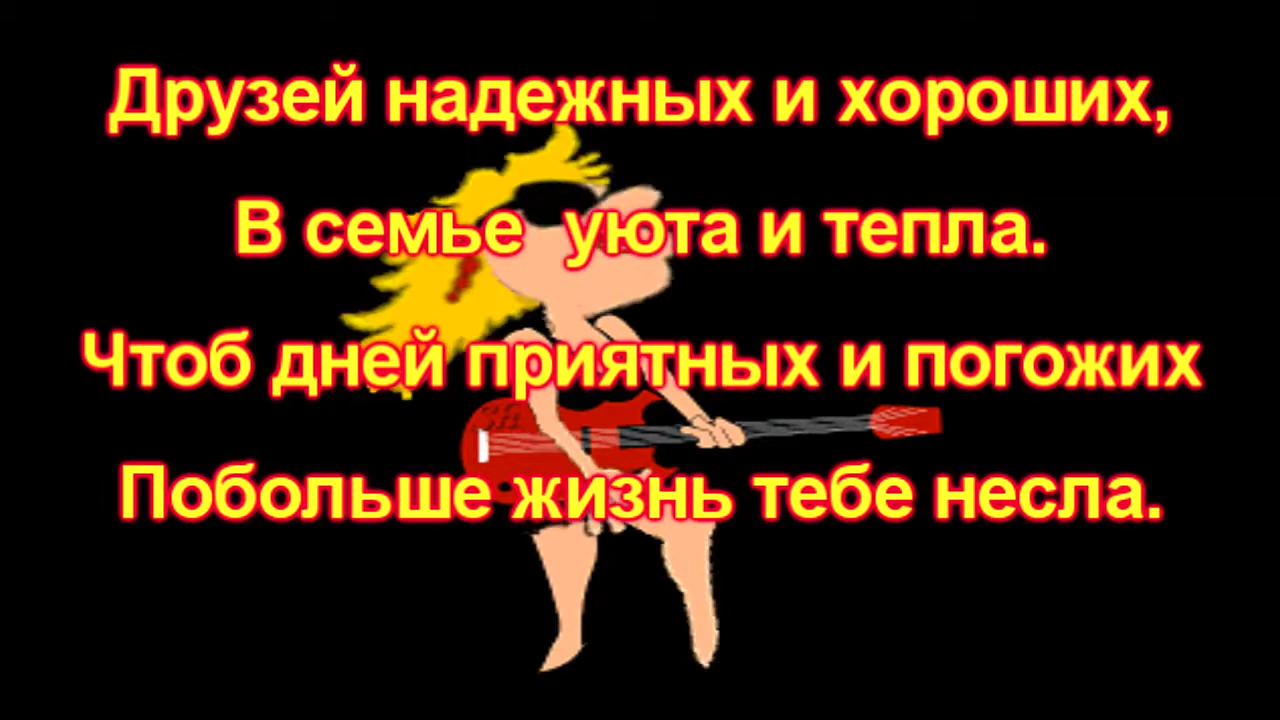 Друзей надежных и хороших,
В семье  уюта и тепла.
Чтоб дней приятных и погожих
Побольше жизнь тебе несла.